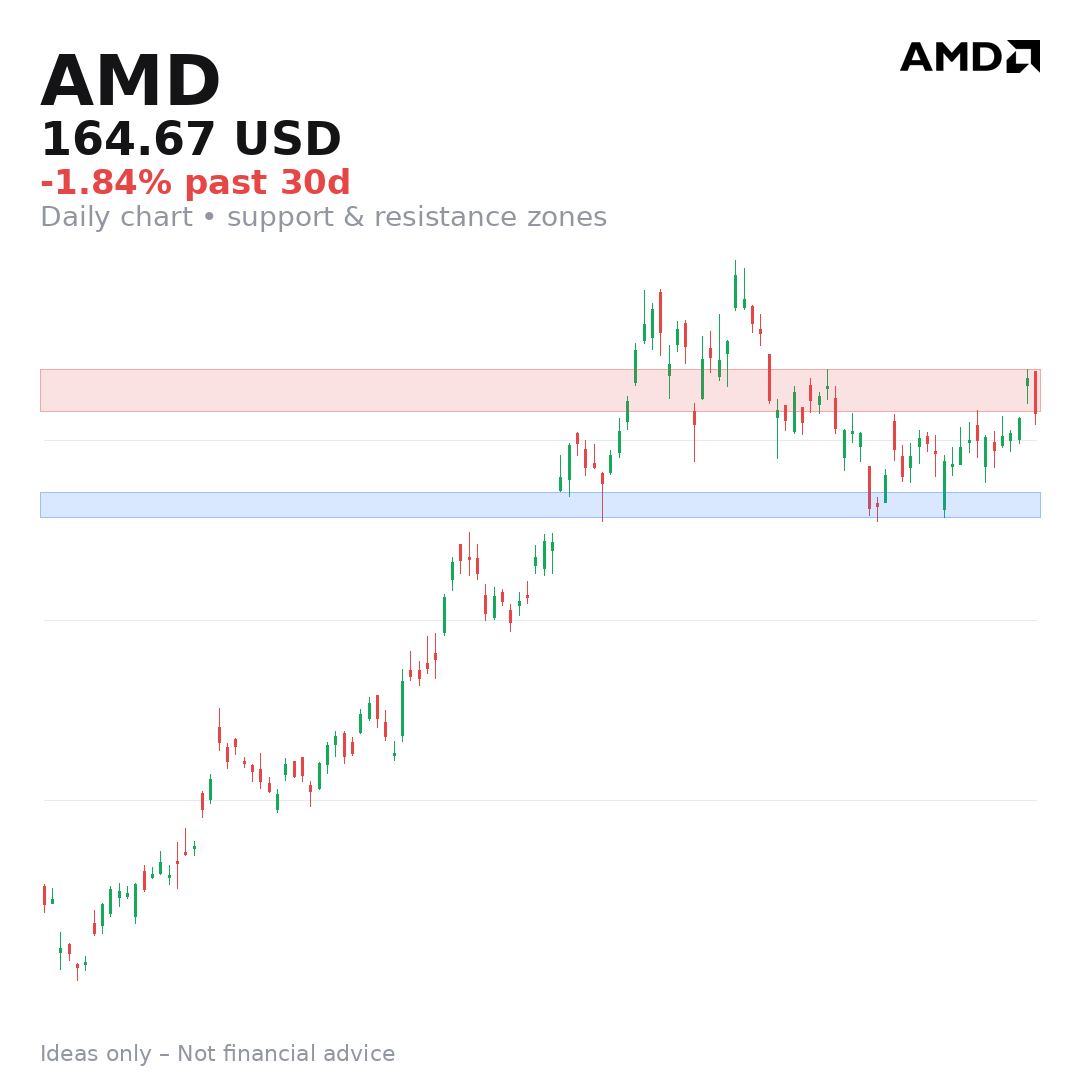 AMD
AMD
164.67 USD
-1.84% past 30d
Daily chart • support & resistance zones
Ideas only – Not financial advice